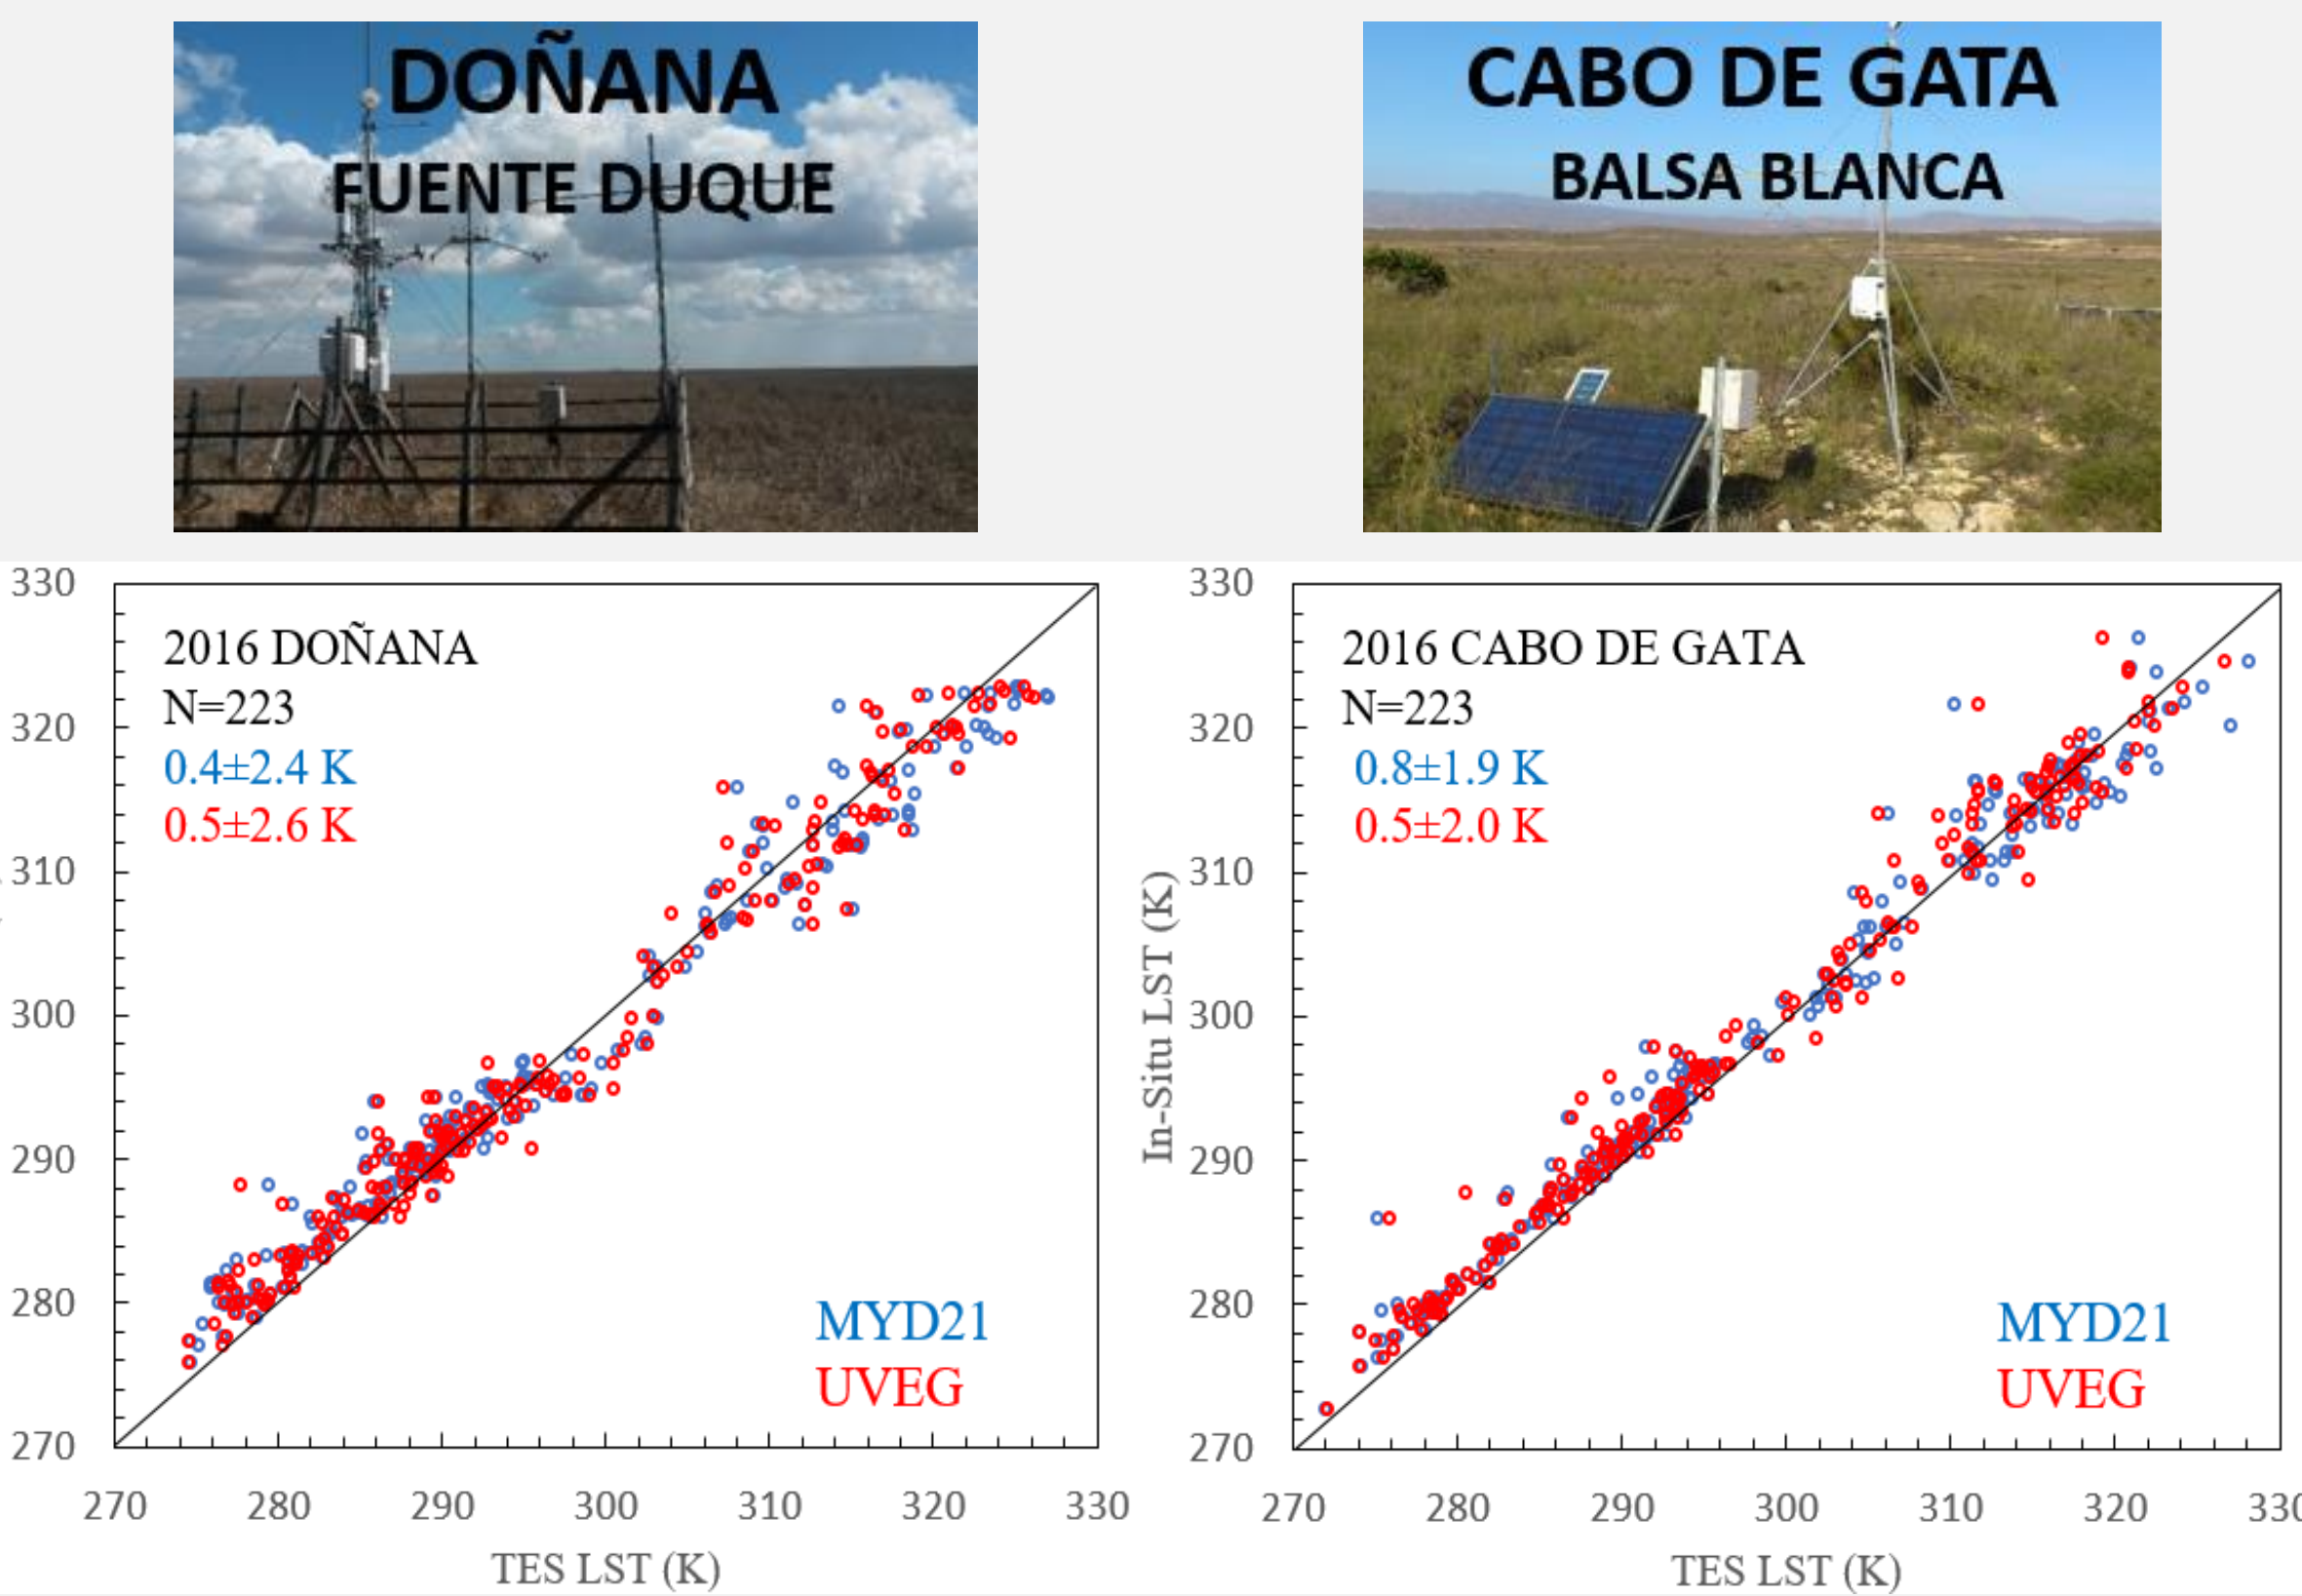 DOÑANA
FUENTE DUQUE
CABO DE GATA
BALSA BLANCA
330
320
310
300
290
280
270
2016 DOÑANA
N=223
0.4±2.4 K
0.5±2.6 K
MYD21
UVEG
270 280 290 300 310 320 330
TES LST (K)
In-Situ LST (K)
330
320
310
300
290
280
270
2016 CABO DE GATA
N=223
0.8±1.9 K
0.5±2.0 K
MYD21
UVEG
270 280 290 300 310 320 330
TES LST (K)